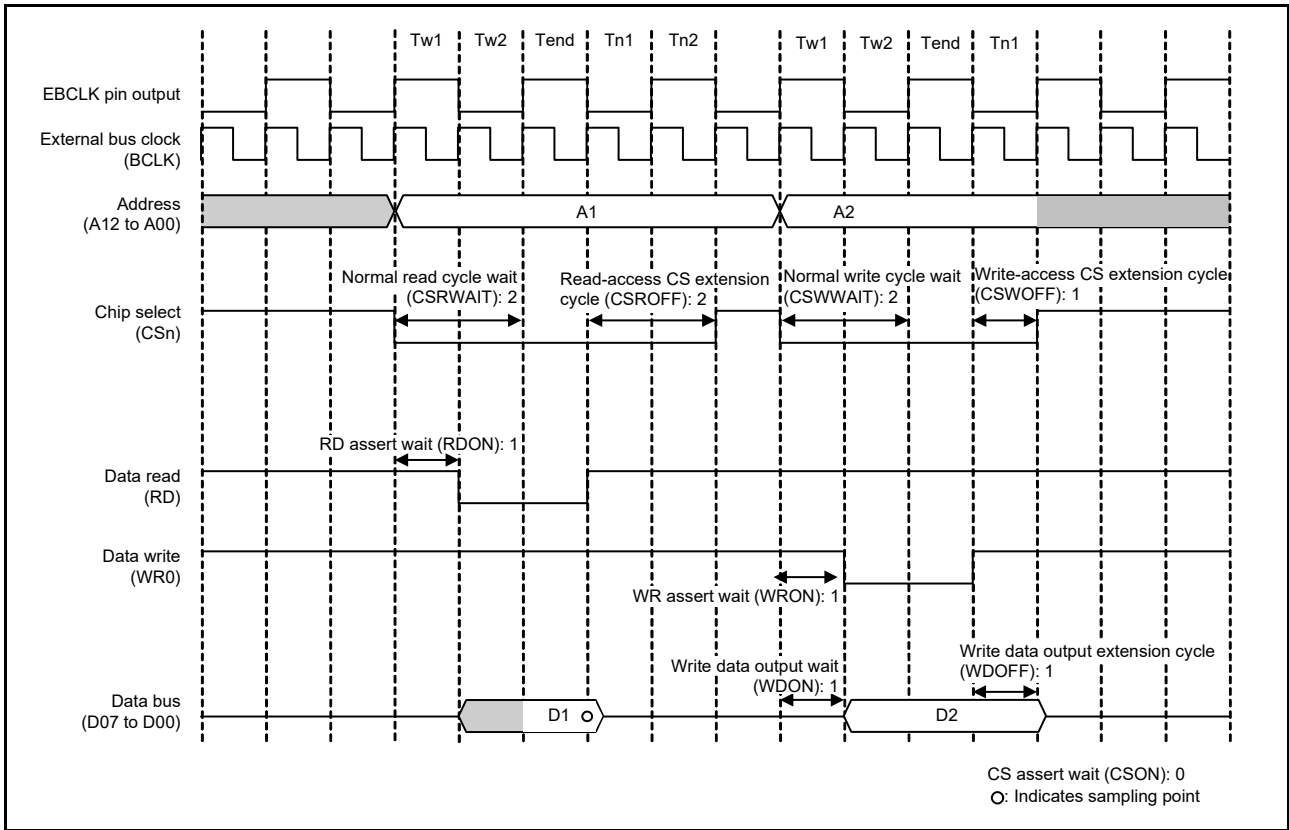 Tw1 Tw2 Tend Tn1 Tn2 Tw1 Tw2 Tend Tn1
EBCLK pin output
External bus clock
(BCLK)
Address
(A12 to A00)
A1 A2
Normal read cycle wait
(CSRWAIT): 2
Read-access CS extension
cycle (CSROFF): 2
Normal write cycle wait
(CSWWAIT): 2
Write-access CS extension cycle
(CSWOFF): 1
Chip select
(CSn)
RD assert wait (RDON): 1
Data read
(RD)
Data write
(WR0)
WR assert wait (WRON): 1
Write data output wait
(WDON): 1
Write data output extension cycle
(WDOFF): 1
Data bus
(D07 to D00)
D1 D2
CS assert wait (CSON): 0
: Indicates sampling point